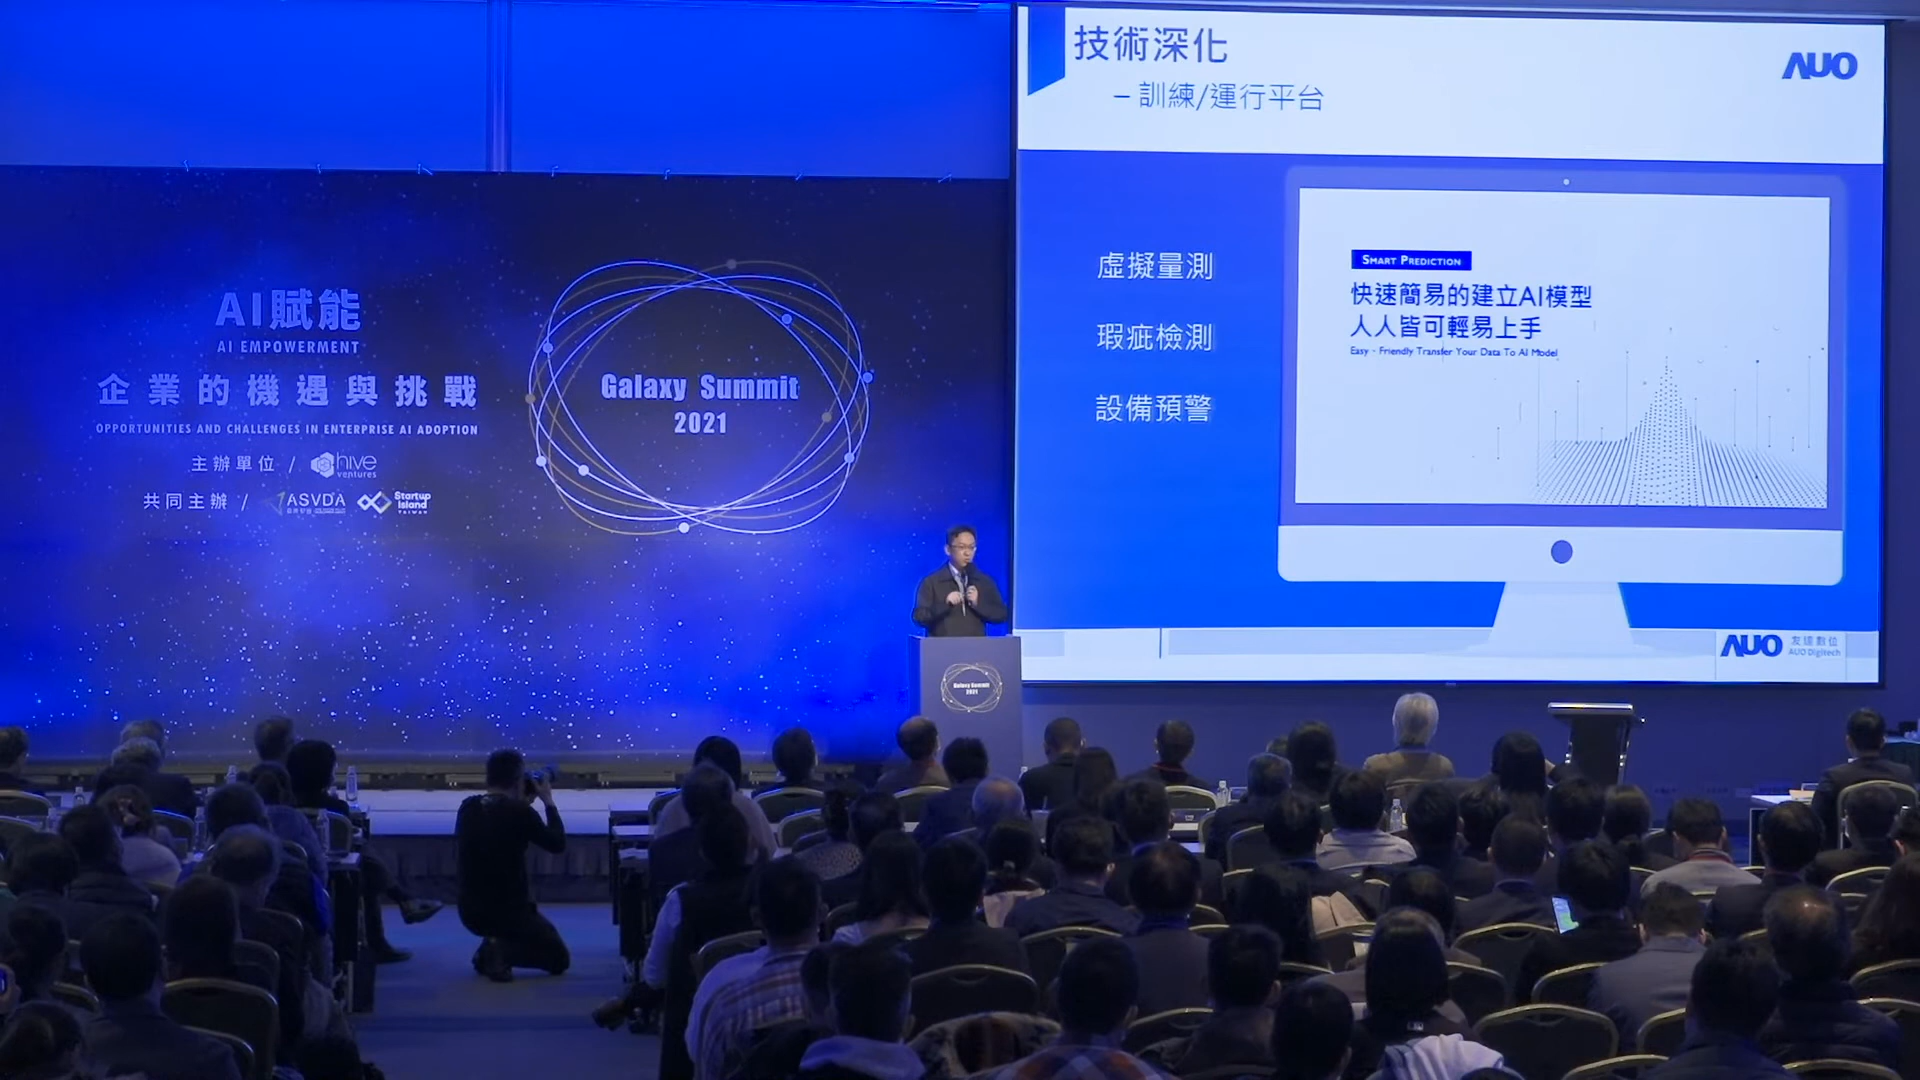 AI賦能
AI EMPOWERMENT
企業的機遇與挑戰
OPPORTUNITIES AND CHALLENGES IN ENTERPRISE AI ADOPTION
主辦單位 / hive ventures
共同主辦 / ASVDA Startup Island TAIWAN
Galaxy Summit
2021
技術深化
– 訓練/運行平台
AUO
虛擬量測
瑕疵檢測
設備預警
SMART PREDICTION
快速簡易的建立AI模型
人人皆可輕易上手
Easy - Friendly Transfer Your Data To AI Model
AUO 友達數位
AUO Digitech
Galaxy Summit
2021